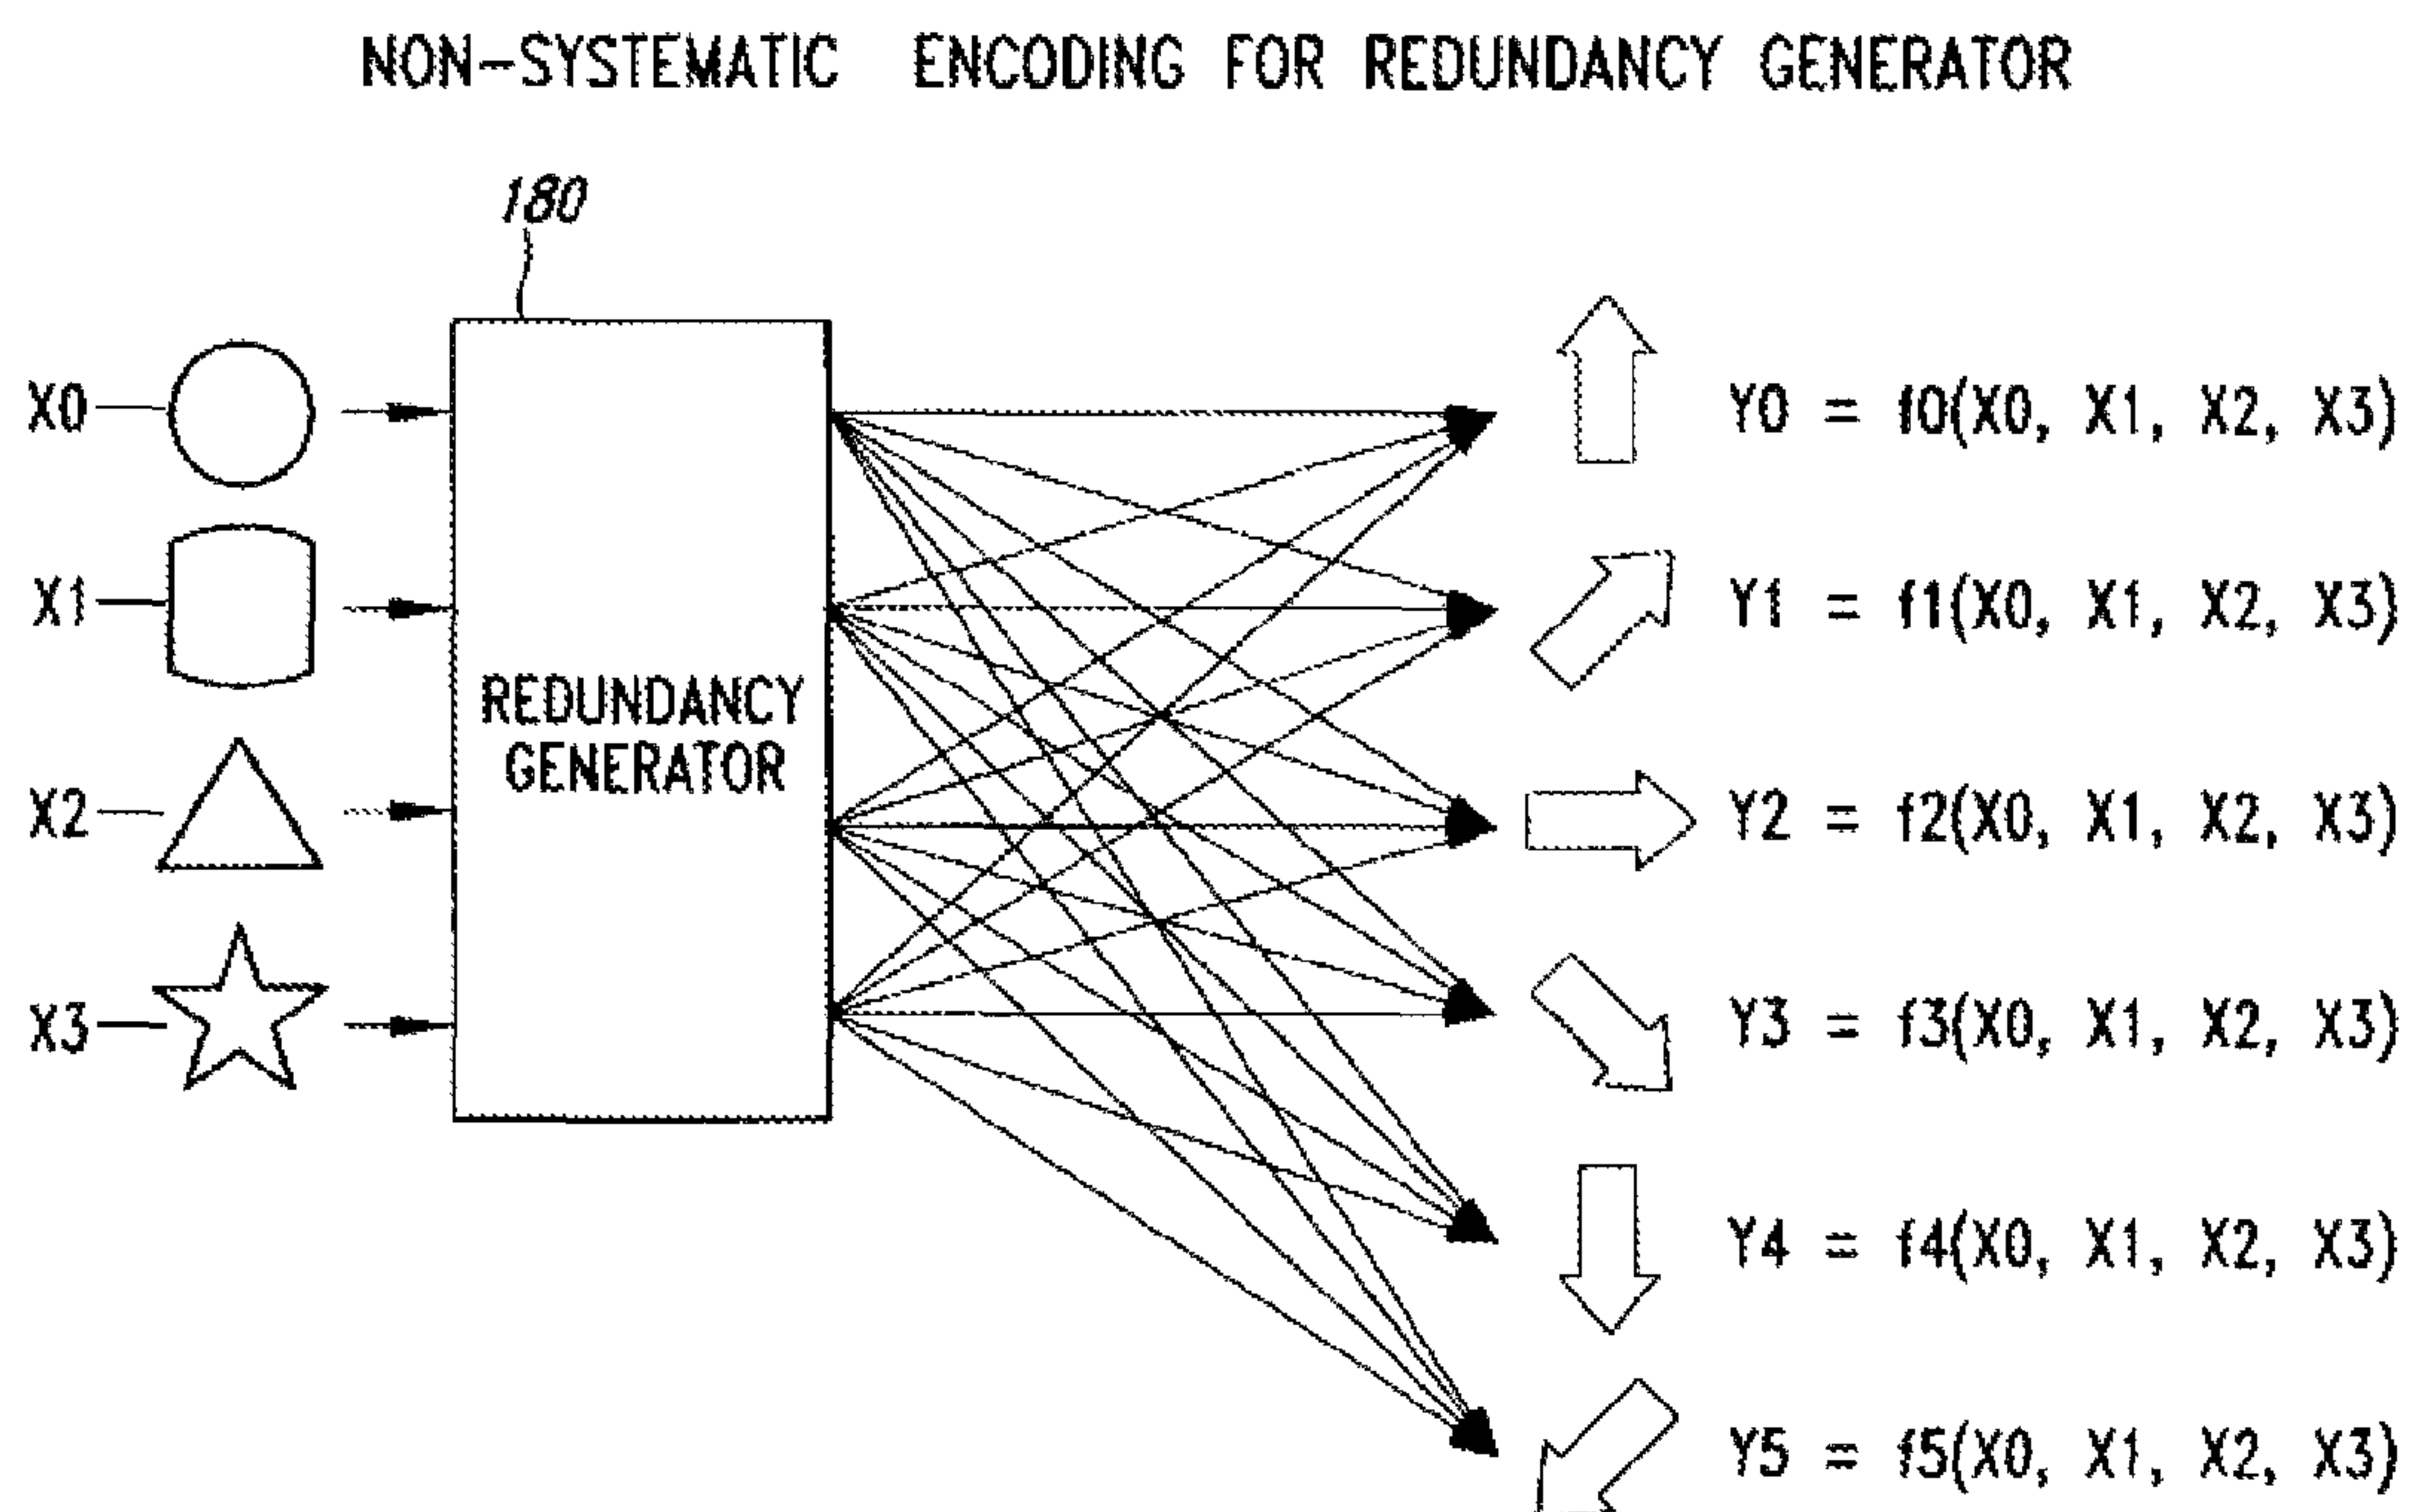 NON-SYSTEMATIC ENCODING FOR REDUNDANCY GENERATOR
180
X0
X1
X2
X3
REDUNDANCY
GENERATOR
Y0 = f0(X0, X1, X2, X3)
Y1 = f1(X0, X1, X2, X3)
Y2 = f2(X0, X1, X2, X3)
Y3 = f3(X0, X1, X2, X3)
Y4 = f4(X0, X1, X2, X3)
Y5 = f5(X0, X1, X2, X3)